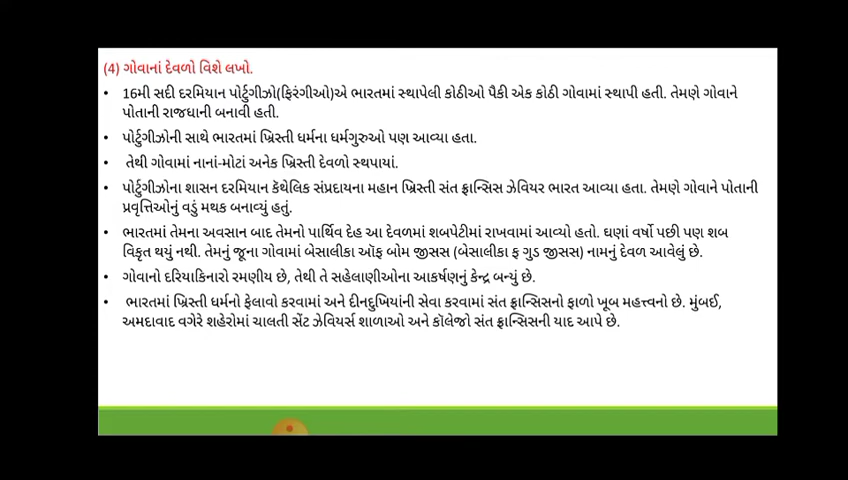 (4) ગોવાનાં દેવળો વિશે લખો.
• 16મી સદી દરમિયાન પોર્ટુગીઝો(ફિરંગીઓ)એ ભારતમાં સ્થાપેલી કોઠીઓ પૈકી એક કોઠી ગોવામાં સ્થાપી હતી. તેમણે ગોવાને
પોતાની રાજધાની બનાવી હતી.
• પોર્ટુગીઝોની સાથે ભારતમાં ખ્રિસ્તી ધર્મના ધર્મગુરુઓ પણ આવ્યા હતા.
• તેથી ગોવામાં નાનાં-મોટાં અનેક ખ્રિસ્તી દેવળો સ્થપાયાં.
• પોર્ટુગીઝોના શાસન દરમિયાન કૅથેલિક સંપ્રદાયના મહાન ખ્રિસ્તી સંત ફ્રાન્સિસ ઝેવિયર ભારત આવ્યા હતા. તેમણે ગોવાને પોતાની
પ્રવૃત્તિઓનું વડું મથક બનાવ્યું હતું.
• ભારતમાં તેમના અવસાન બાદ તેમનો પાર્થિવ દેહ આ દેવળમાં શબપેટીમાં રાખવામાં આવ્યો હતો. ઘણાં વર્ષો પછી પણ શબ
વિકૃત થયું નથી. તેમનું જૂના ગોવામાં બેસાલીકા ઑફ બોમ જીસસ (બેસાલીકા ફ ગુડ જીસસ) નામનું દેવળ આવેલું છે.
• ગોવાનો દરિયાકિનારો રમણીય છે, તેથી તે સહેલાણીઓના આકર્ષણનું કેન્દ્ર બન્યું છે.
• ભારતમાં ખ્રિસ્તી ધર્મનો ફેલાવો કરવામાં અને દીનદુખિયાંની સેવા કરવામાં સંત ફ્રાન્સિસનો ફાળો ખૂબ મહત્ત્વનો છે. મુંબઈ,
અમદાવાદ વગેરે શહેરોમાં ચાલતી સેંટ ઝેવિયર્સ શાળાઓ અને કૉલેજો સંત ફ્રાન્સિસની યાદ આપે છે.